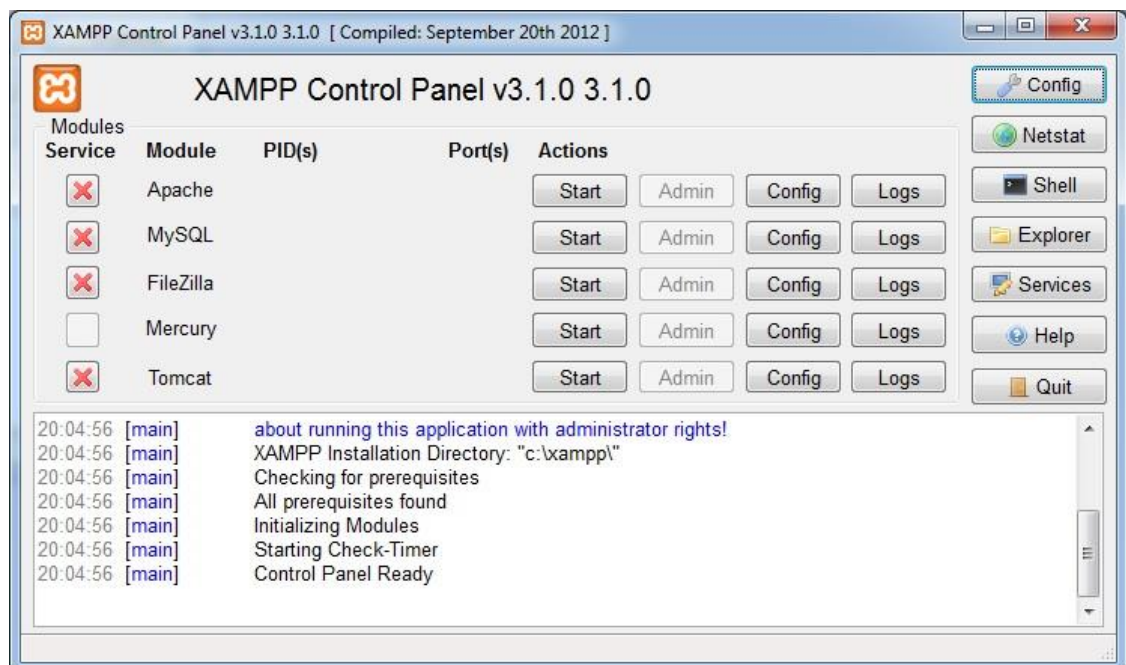 XAMPP Control Panel v3.1.0 3.1.0 [ Compiled: September 20th 2012 ]
XAMPP Control Panel v3.1.0 3.1.0
Config
Modules
Service Module PID(s) Port(s) Actions
Netstat
Apache Start Admin Config Logs
Shell
MySQL Start Admin Config Logs
Explorer
FileZilla Start Admin Config Logs
Services
Mercury Start Admin Config Logs
Help
Tomcat Start Admin Config Logs
Quit
20:04:56 [main] about running this application with administrator rights!
20:04:56 [main] XAMPP Installation Directory: "c:\xampp\"
20:04:56 [main] Checking for prerequisites
20:04:56 [main] All prerequisites found
20:04:56 [main] Initializing Modules
20:04:56 [main] Starting Check-Timer
20:04:56 [main] Control Panel Ready